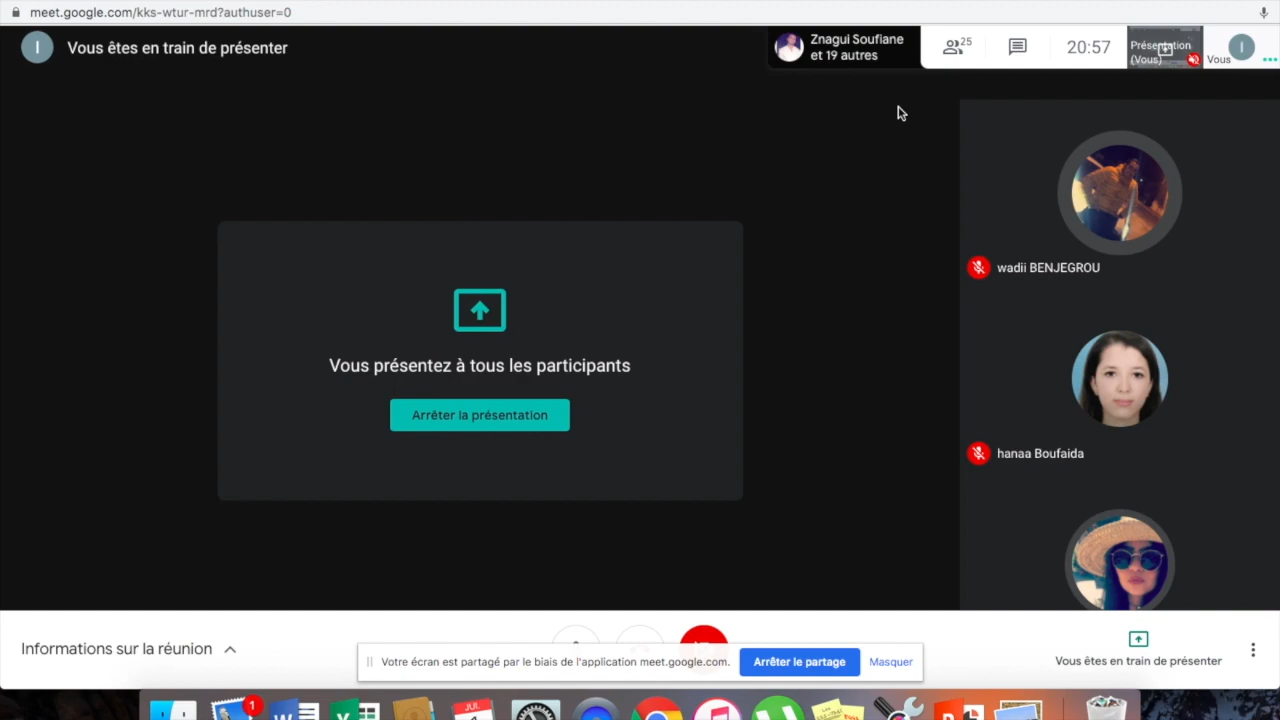 meet.google.com/kks-wtur-mrd?authuser=0
I
Vous êtes en train de présenter
Znagui Soufiane
et 19 autres
25
20:57
Présentation
(Vous)
Vous
I
wadii BENJEGROU
Vous présentez à tous les participants
Arrêter la présentation
hanaa Boufaida
Informations sur la réunion
Votre écran est partagé par le biais de l'application meet.google.com.
Arrêter le partage
Masquer
Vous êtes en train de présenter
1
JUL.